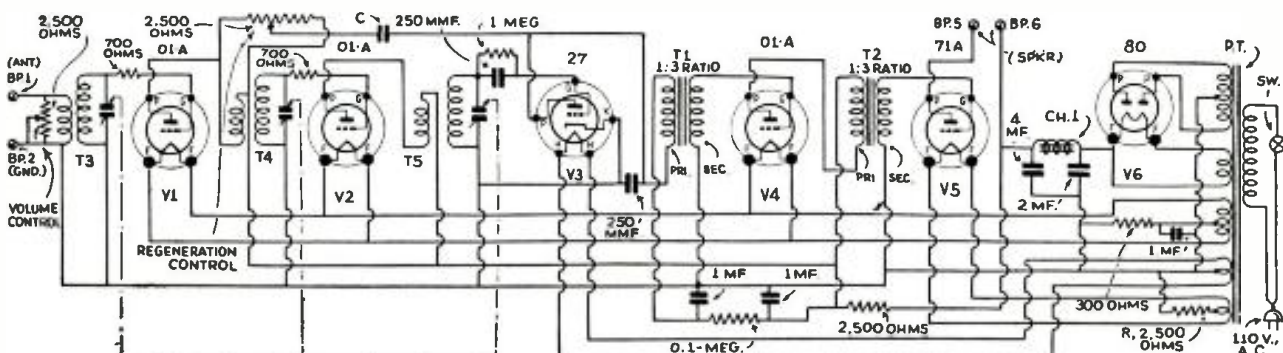 2,500 OHMS
(ANT.)
BP.1
BP.2
(GND.)
VOLUME CONTROL
700 OHMS
T3
01-A
V1
2,500 OHMS
REGENERATION CONTROL
T4
700 OHMS
01-A
V2
C
T5
250 MMF.
1 MEG
27
V3
250 MMF
T1
1:3 RATIO
PRI.
SEC.
01-A
V4
T2
1:3 RATIO
PRI
SEC.
1 MF
1 MF.
0.1-MEG.
2,500 OHMS
BP.5
BP.6
(SPKR)
71A
V5
4 MF.
CH.1
2 MF.
80
V6
P.T.
SW.
1 MF.
300 OHMS
R, 2,500 OHMS
110 V., A.C.
P
G
P
G